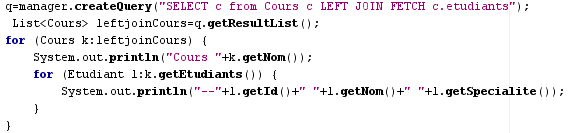 q=manager.createQuery("SELECT c from Cours c LEFT JOIN FETCH c.etudiants");
List<Cours> leftjoinCours=q.getResultList();
for (Cours k:leftjoinCours) {
System.out.println("Cours "+k.getNom());
for (Etudiant l:k.getEtudiants()) {
System.out.println("--"+l.getId()+" "+l.getNom()+" "+l.getSpecialite());
}
}